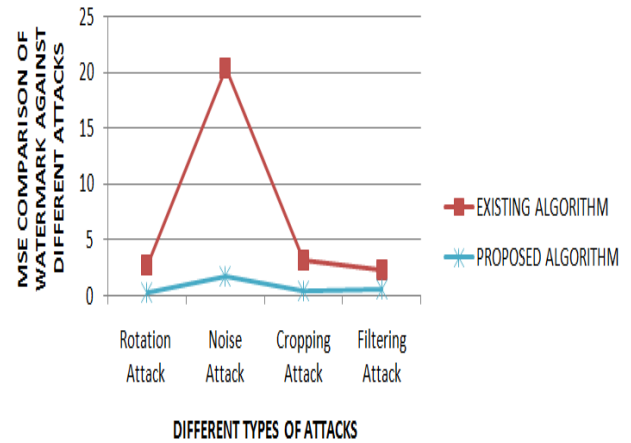 MSE COMPARISON OF
WATERMARK AGAINST
DIFFERENT ATTACKS
25
20
15
10
5
0
Rotation
Attack
Noise
Attack
Cropping
Attack
Filtering
Attack
DIFFERENT TYPES OF ATTACKS
EXISTING ALGORITHM
PROPOSED ALGORITHM